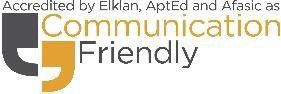 Accredited by Elklan, AptEd and Afasic as
Communication
Friendly